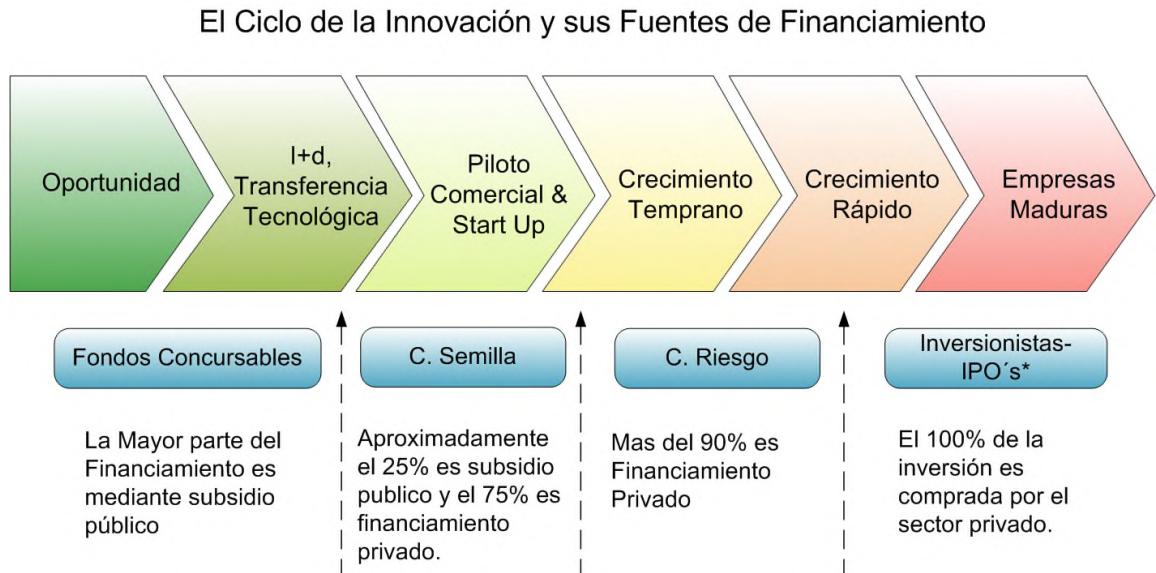 El Ciclo de la Innovación y sus Fuentes de Financiamiento
Oportunidad
I+d,
Transferencia
Tecnológica
Piloto
Comercial &
Start Up
Crecimiento
Temprano
Crecimiento
Rápido
Empresas
Maduras
Fondos Concursables
C. Semilla
C. Riesgo
Inversionistas-
IPO´s*
La Mayor parte del
Financiamiento es
mediante subsidio
público
Aproximadamente
el 25% es subsidio
publico y el 75% es
financiamiento
privado.
Mas del 90% es
Financiamiento
Privado
El 100% de la
inversión es
comprada por el
sector privado.